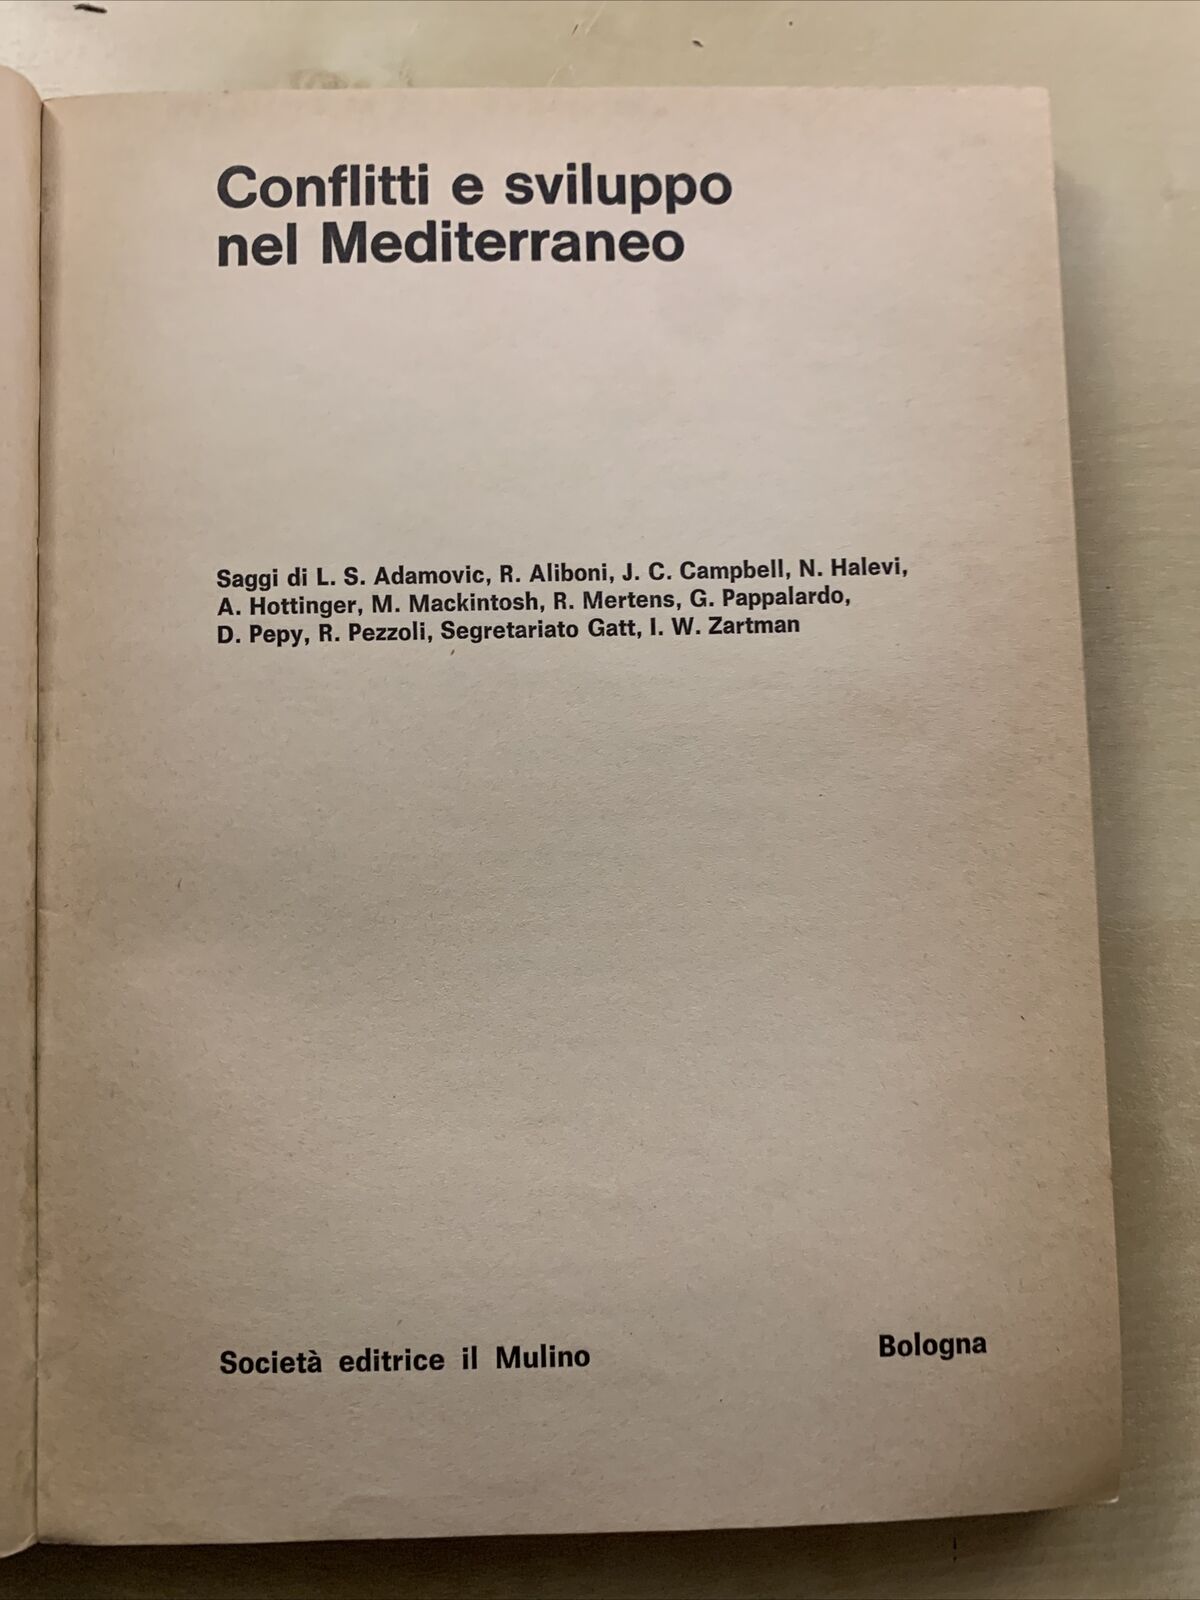 Conflitti e sviluppo
nel Mediterraneo
Saggi di L. S. Adamovic, R. Aliboni, J. C. Campbell, N. Halevi,
A. Hottinger, M. Mackintosh, R. Mertens, G. Pappalardo,
D. Pepy, R. Pezzoli, Segretariato Gatt, I. W. Zartman
Società editrice il Mulino Bologna